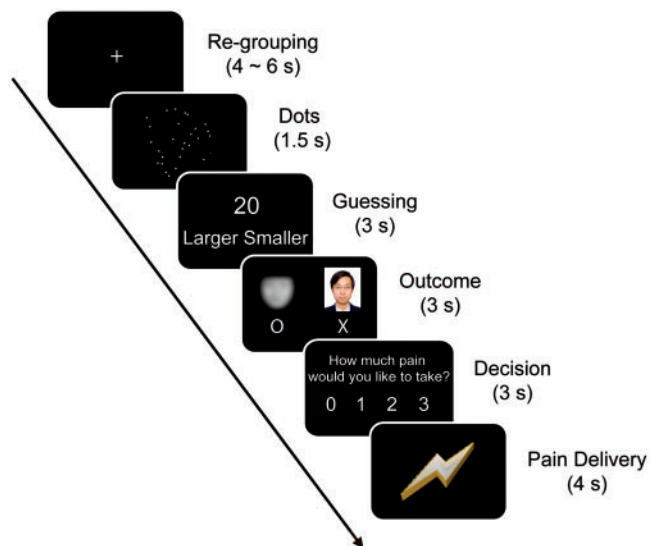 Re-grouping
(4 ~ 6 s)
Dots
(1.5 s)
20
Larger Smaller
Guessing
(3 s)
O X
Outcome
(3 s)
How much pain
would you like to take?
0 1 2 3
Decision
(3 s)
Pain Delivery
(4 s)